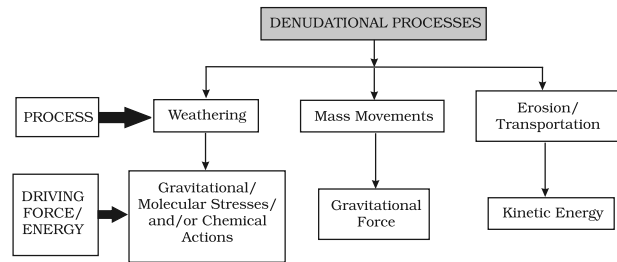 DENUDATIONAL PROCESSES
PROCESS
Weathering
Mass Movements
Erosion/
Transportation
DRIVING
FORCE/
ENERGY
Gravitational/
Molecular Stresses/
and/or Chemical
Actions
Gravitational
Force
Kinetic Energy